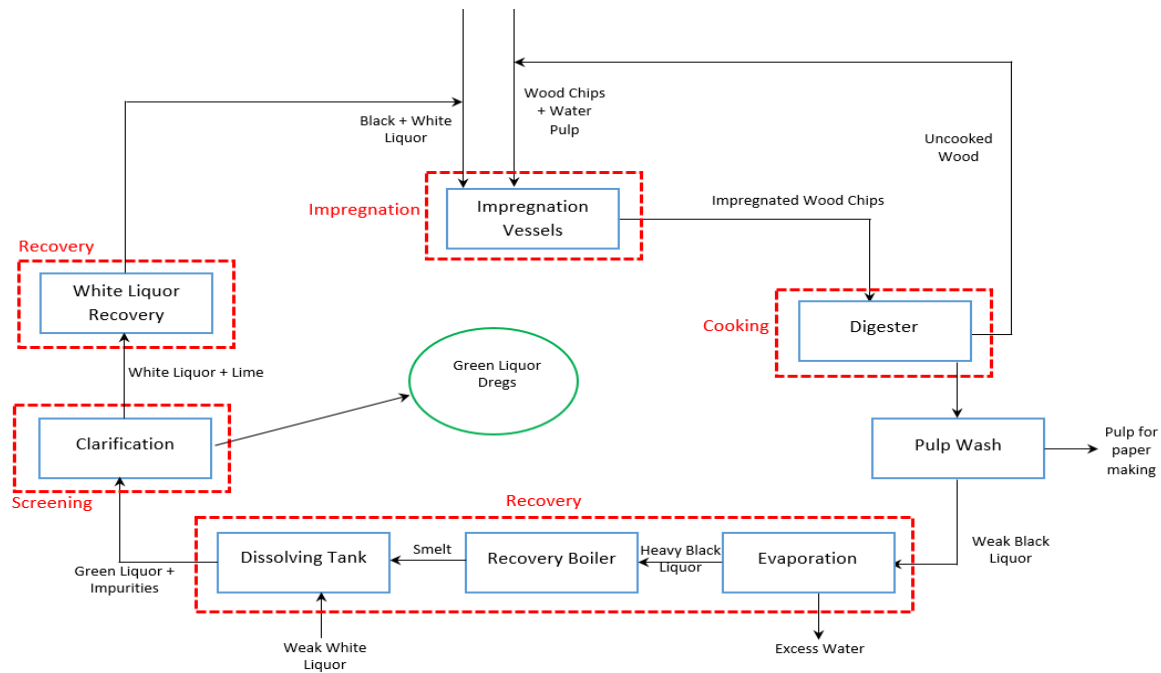 Wood Chips
+ Water
Pulp
Black + White
Liquor
Uncooked
Wood
Impregnation
Impregnation
Vessels
Impregnated Wood Chips
Recovery
White Liquor
Recovery
Cooking
Digester
White Liquor + Lime
Green Liquor
Dregs
Clarification
Screening
Pulp Wash
Pulp for
paper
making
Recovery
Weak Black
Liquor
Dissolving Tank
Smelt
Recovery Boiler
Heavy Black
Liquor
Evaporation
Green Liquor +
Impurities
Weak White
Liquor
Excess Water